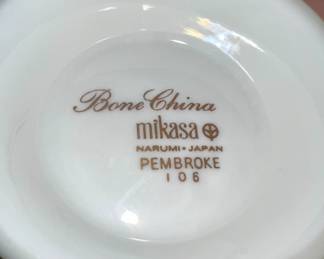 Bone China
mikasa
NARUMI • JAPAN
PEMBROKE
106